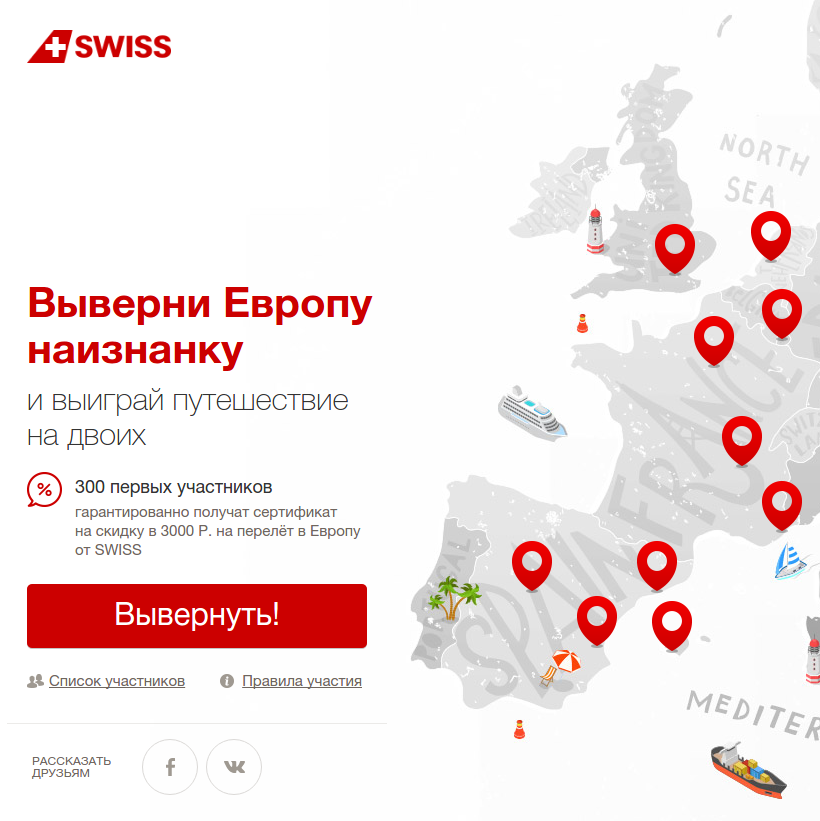 SWISS
Выверни Европу
наизнанку
и выиграй путешествие
на двоих
%
300 первых участников
гарантированно получат сертификат
на скидку в 3000 Р. на перелёт в Европу
от SWISS
Вывернуть!
Список участников
i Правила участия
РАССКАЗАТЬ
ДРУЗЬЯМ
NORTH
SEA
FRANCE
SPAIN
MEDITER